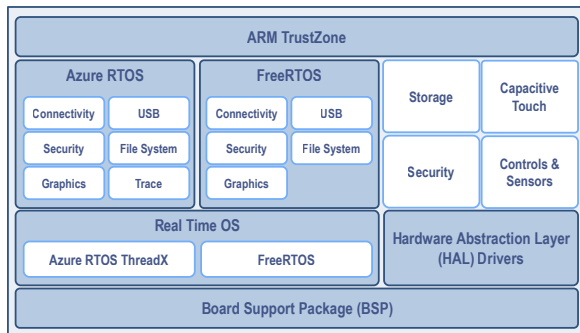 ARM TrustZone
Azure RTOS
Connectivity
USB
Security
File System
Graphics
Trace
FreeRTOS
Connectivity
USB
Security
File System
Graphics
Storage
Capacitive
Touch
Security
Controls &
Sensors
Real Time OS
Azure RTOS ThreadX
FreeRTOS
Hardware Abstraction Layer
(HAL) Drivers
Board Support Package (BSP)